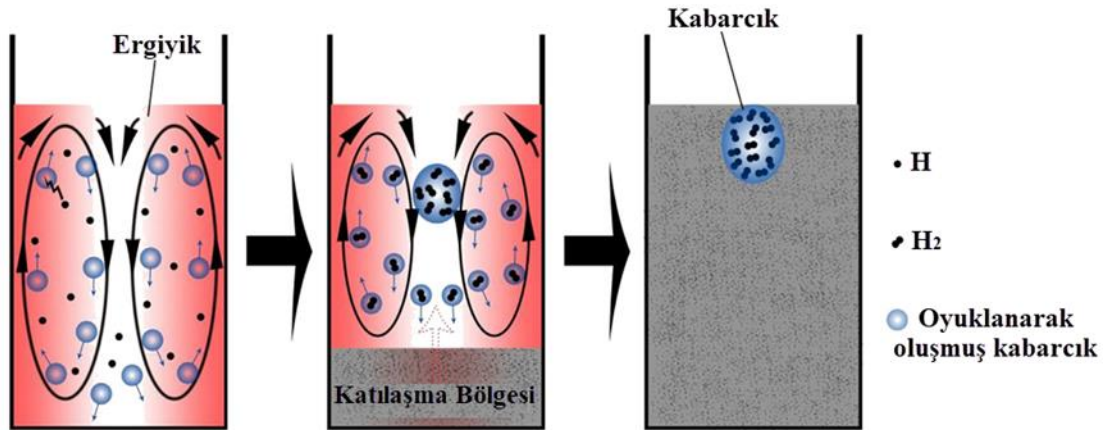 Kabarcık
Ergiyik
H
H2
Katılaşma Bölgesi
Oyuklanarak
oluşmuş kabarcık